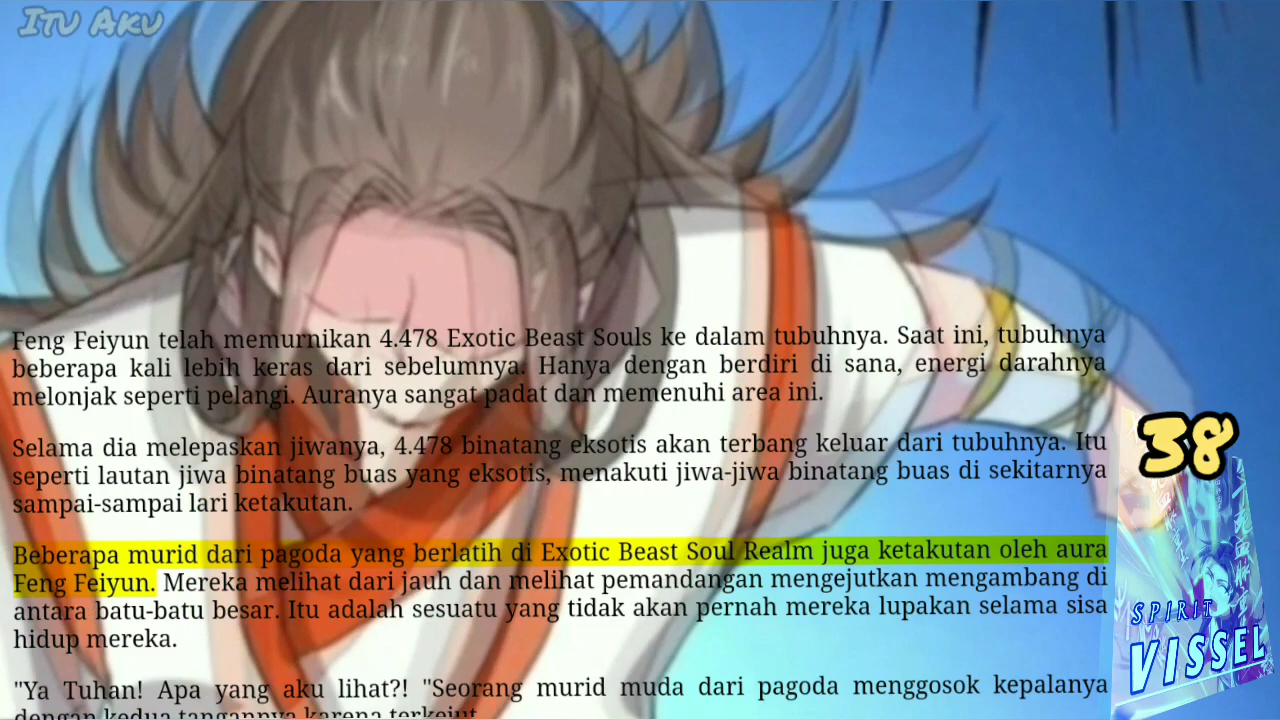 Itu Aku
Feng Feiyun telah memurnikan 4.478 Exotic Beast Souls ke dalam tubuhnya. Saat ini, tubuhnya
beberapa kali lebih keras dari sebelumnya. Hanya dengan berdiri di sana, energi darahnya
melonjak seperti pelangi. Auranya sangat padat dan memenuhi area ini.
Selama dia melepaskan jiwanya, 4.478 binatang eksotis akan terbang keluar dari tubuhnya. Itu
seperti lautan jiwa binatang buas yang eksotis, menakuti jiwa-jiwa binatang buas di sekitarnya
sampai-sampai lari ketakutan.
Beberapa murid dari pagoda yang berlatih di Exotic Beast Soul Realm juga ketakutan oleh aura
Feng Feiyun. Mereka melihat dari jauh dan melihat pemandangan mengejutkan mengambang di
antara batu-batu besar. Itu adalah sesuatu yang tidak akan pernah mereka lupakan selama sisa
hidup mereka.
"Ya Tuhan! Apa yang aku lihat?! "Seorang murid muda dari pagoda menggosok kepalanya
dengan kedua tangannya karena terkejut.
38
SPIRIT
VISSEL